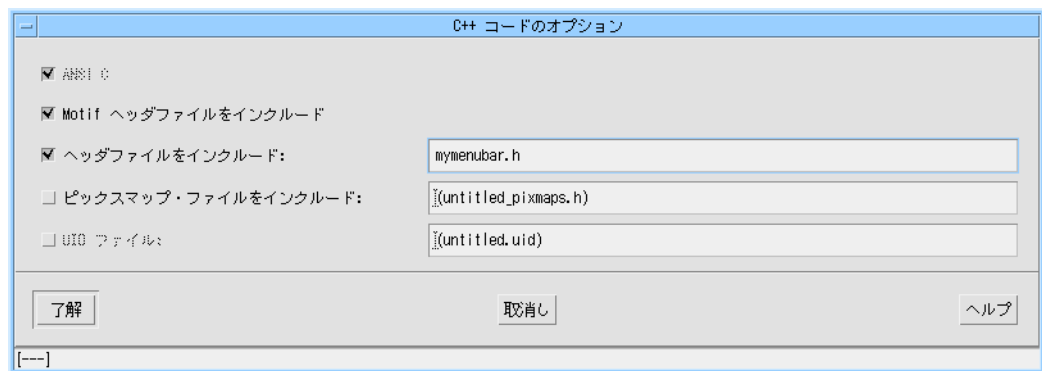 C++ コードのオプション
ANSI C
Motif ヘッダファイルをインクルード
ヘッダファイルをインクルード: mymenubar.h
ピックスマップ・ファイルをインクルード: (untitled_pixmaps.h)
UID ファイル: (untitled.uid)
了解 取消し ヘルプ
[---]